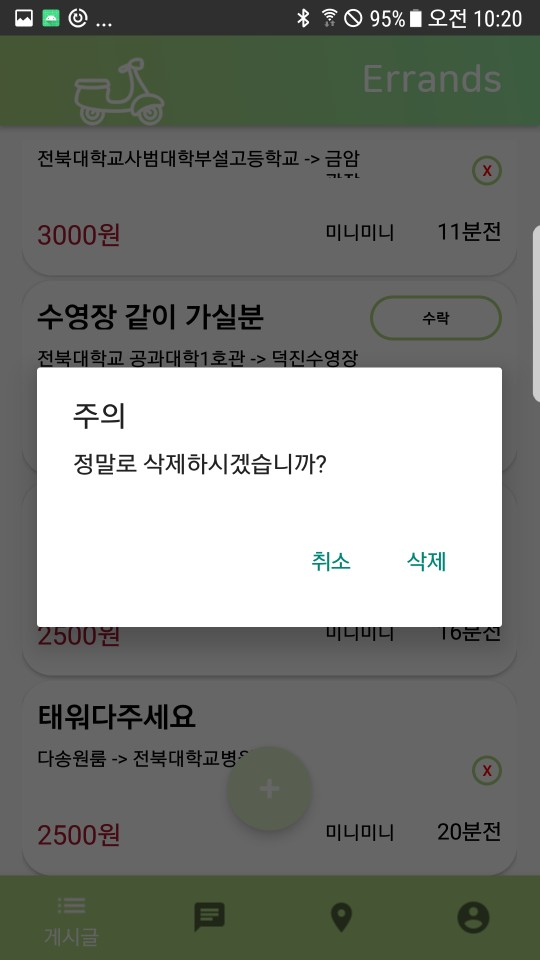 ... 95% 오전 10:20
Errands
전북대학교사범대학부설고등학교 -> 금암
X
3000원 미니미니 11분전
수영장 같이 가실분 수락
전북대학교 공과대학1호관 -> 덕진수영장
주의
정말로 삭제하시겠습니까?
취소 삭제
2500원 미니미니 16분전
태워다주세요
다송원룸 -> 전북대학교병원
X
+
2500원 미니미니 20분전
게시글